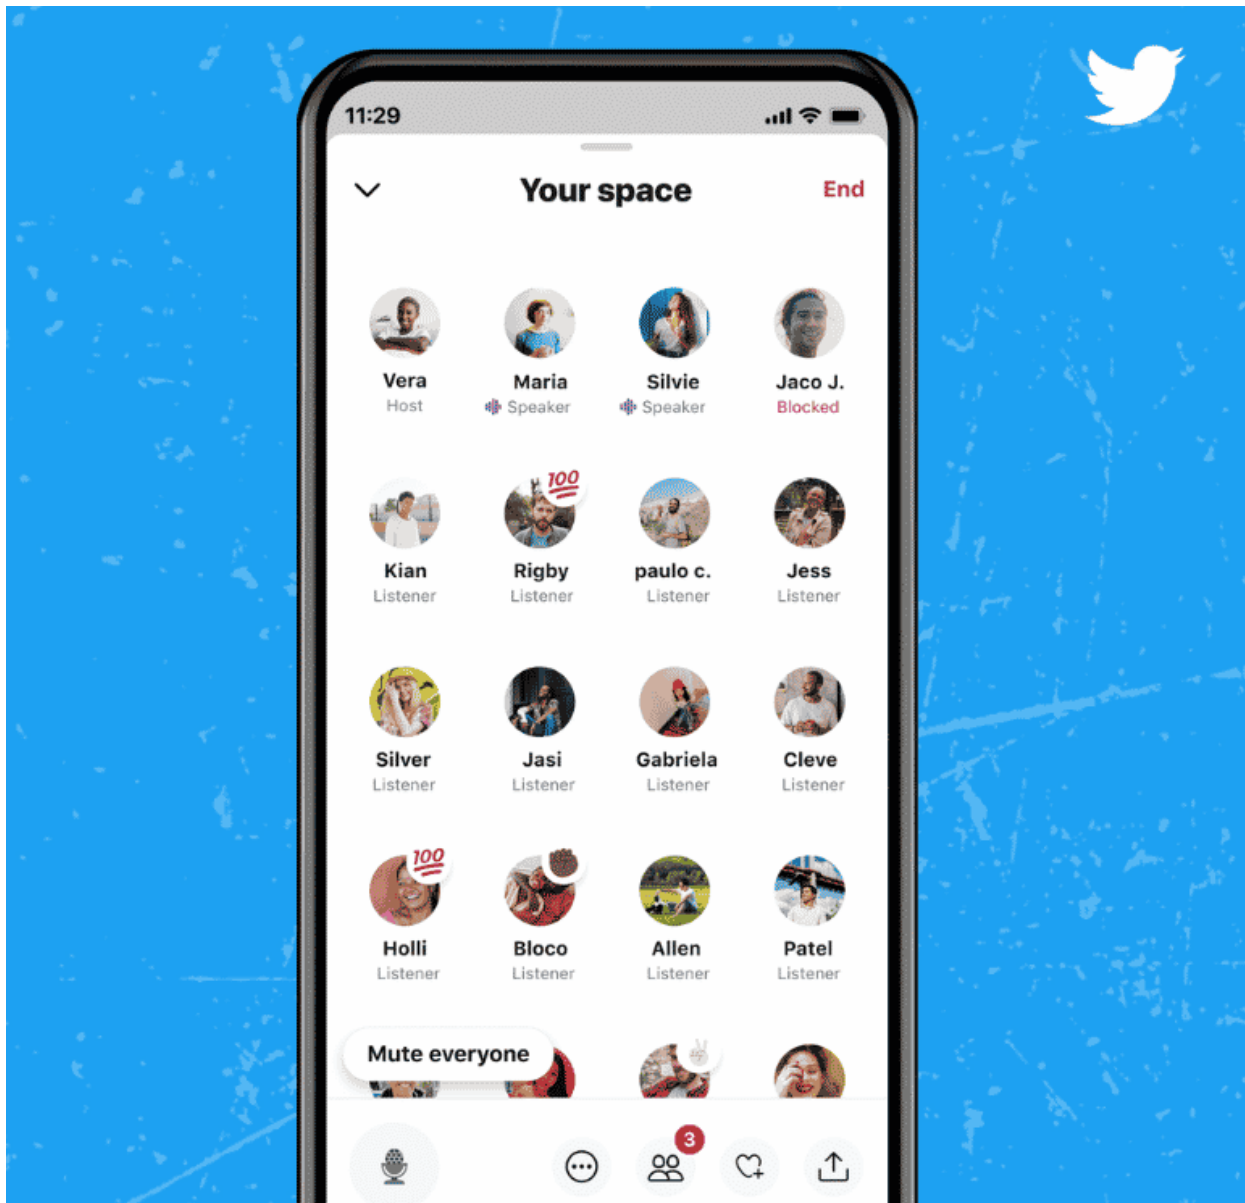 11:29
Your space
End
Vera
Maria
Silvie
Jaco J.
Host
Speaker
Speaker
Blocked
100
Kian
Rigby
paulo c.
Jess
Listener
Listener
Listener
Listener
Silver
Jasi
Gabriela
Cleve
Listener
Listener
Listener
Listener
100
Holli
Bloco
Allen
Patel
Listener
Listener
Listener
Listener
Mute everyone
3